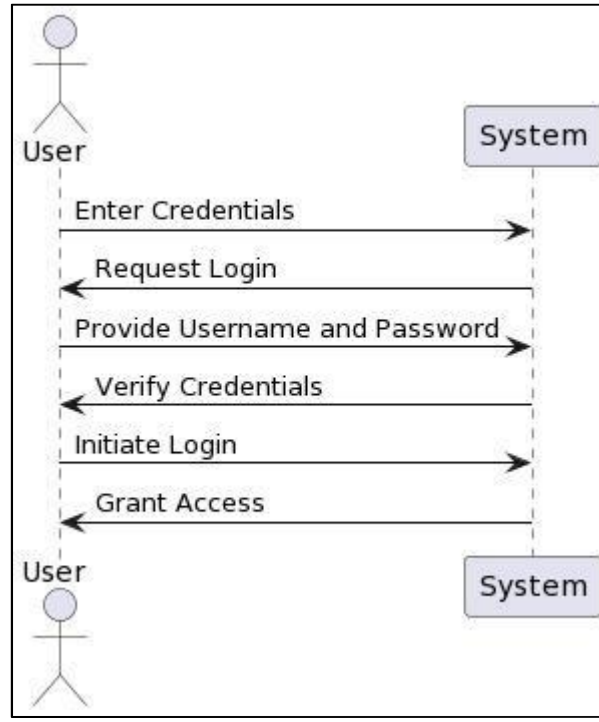 User
System
Enter Credentials
Request Login
Provide Username and Password
Verify Credentials
Initiate Login
Grant Access
User
System